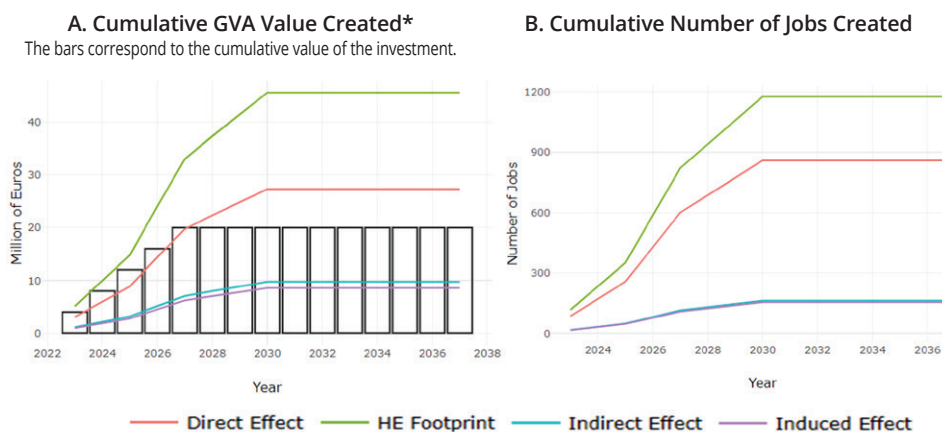 A. Cumulative GVA Value Created*
The bars correspond to the cumulative value of the investment.
Million of Euros
40
30
20
10
0
2022 2024 2026 2028 2030 2032 2034 2036 2038
Year
B. Cumulative Number of Jobs Created
Number of Jobs
1200
900
600
300
0
2024 2026 2028 2030 2032 2034 2036
Year
Direct Effect HE Footprint Indirect Effect Induced Effect